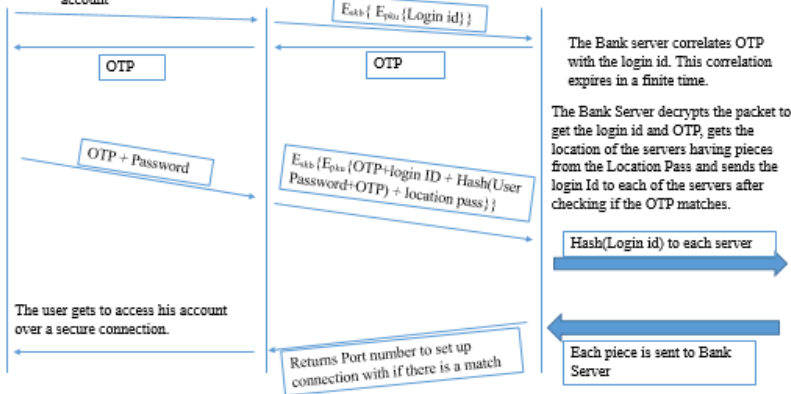 account
E_skb{ E_pku {Login id} }
OTP
OTP
The Bank server correlates OTP
with the login id. This correlation
expires in a finite time.
The Bank Server decrypts the packet to
get the login id and OTP, gets the
location of the servers having pieces
from the Location Pass and sends the
login Id to each of the servers after
checking if the OTP matches.
OTP + Password
{OTP+login ID + Hash(User
Password+OTP) + location pass}}
Hash(Login id) to each server
The user gets to access his account
over a secure connection.
Returns Port number to set up
connection with if there is a match
Each piece is sent to Bank
Server